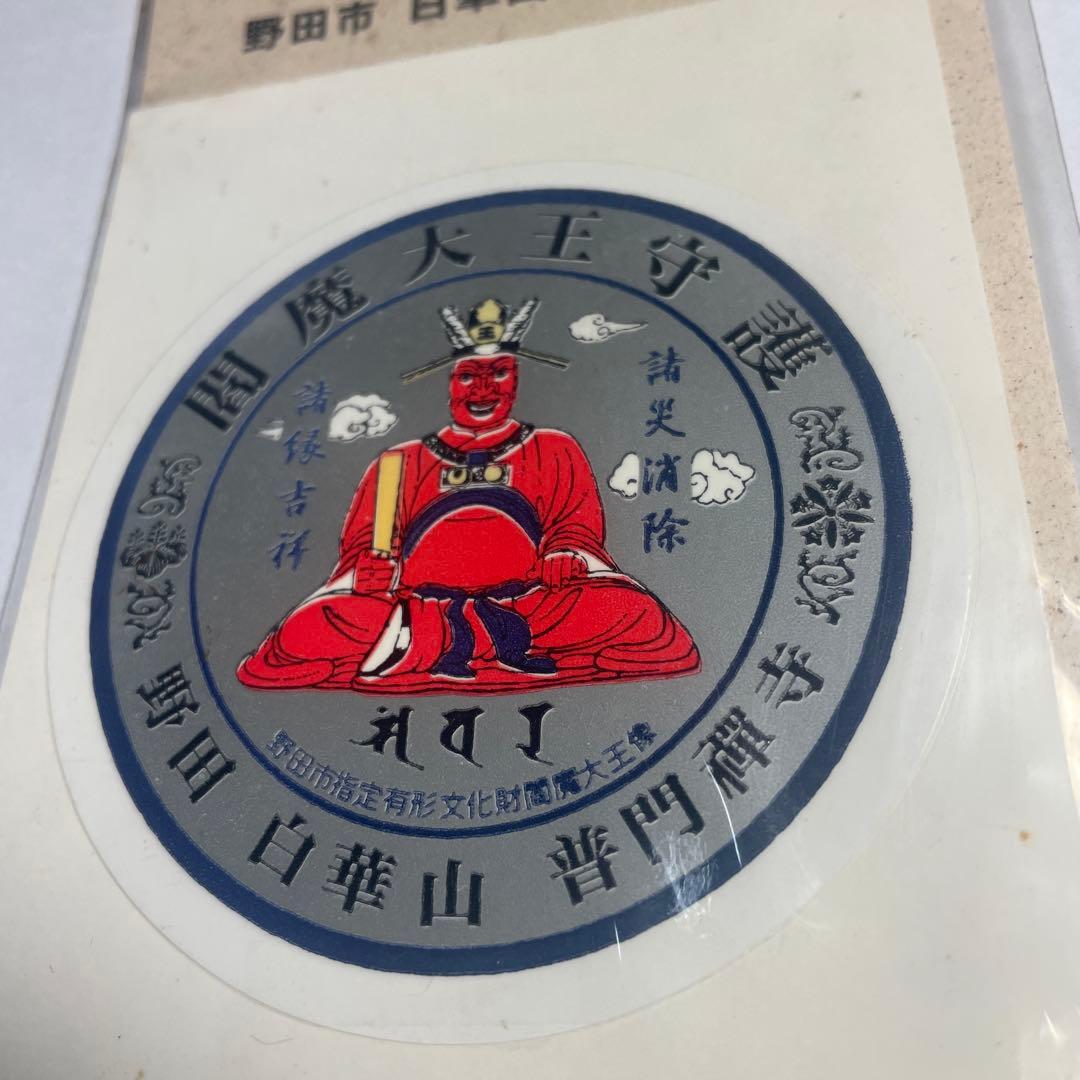 野田市
閻魔大王守護
諸災消除
諸縁吉祥
野田市指定有形文化財閻魔大王像
田 白華山 普門禪寺